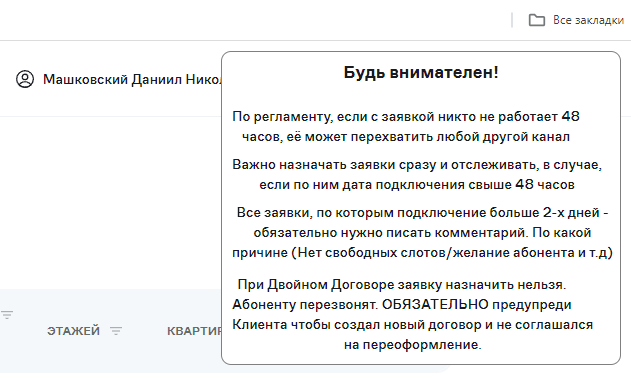 Все закладки
Машковский Даниил Никол
Будь внимателен!
По регламенту, если с заявкой никто не работает 48
часов, её может перехватить любой другой канал
Важно назначать заявки сразу и отслеживать, в случае,
если по ним дата подключения свыше 48 часов
Все заявки, по которым подключение больше 2-х дней -
обязательно нужно писать комментарий. По какой
причине (Нет свободных слотов/желание абонента и т.д)
При Двойном Договоре заявку назначить нельзя.
Абоненту перезвонят. ОБЯЗАТЕЛЬНО предупреди
Клиента чтобы создал новый договор и не соглашался
на переоформление.
ЭТАЖЕЙ
КВАРТИР